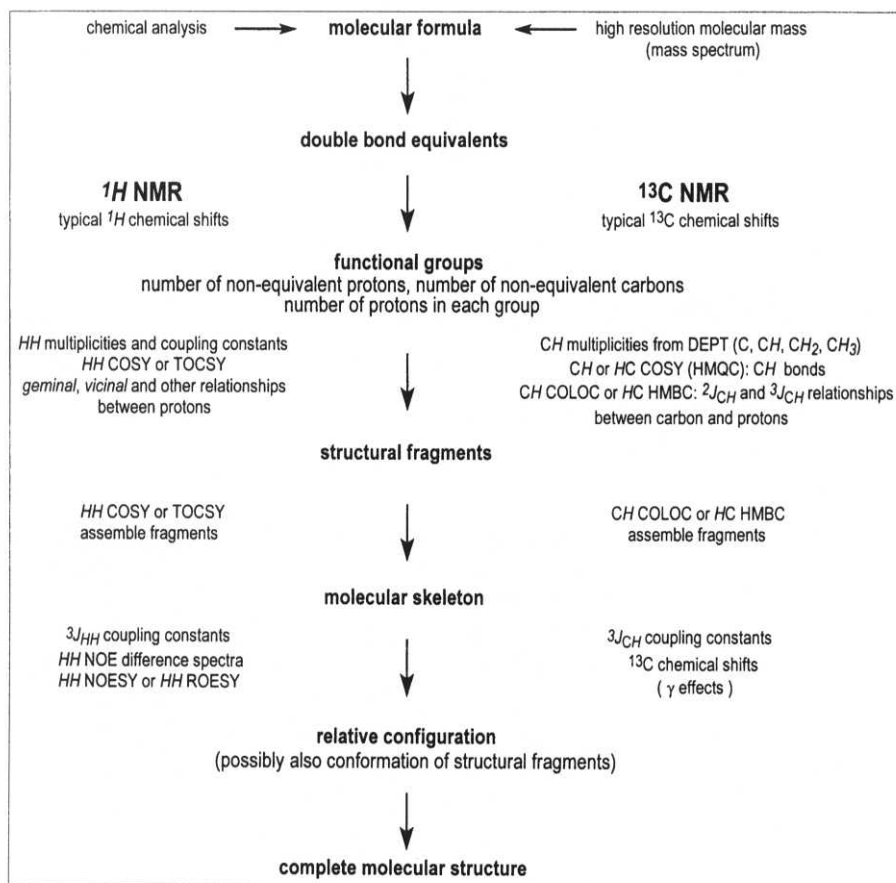 chemical analysis → molecular formula ← high resolution molecular mass
(mass spectrum)
double bond equivalents
¹H NMR
¹³C NMR
typical ¹H chemical shifts
typical ¹³C chemical shifts
functional groups
number of non-equivalent protons, number of non-equivalent carbons
number of protons in each group
HH multiplicities and coupling constants
HH COSY or TOCSY
geminal, vicinal and other relationships
between protons
CH multiplicities from DEPT (C, CH, CH₂, CH₃)
CH or HC COSY (HMQC): CH bonds
CH COLOC or HC HMBC: ²J_CH and ³J_CH relationships
between carbon and protons
structural fragments
HH COSY or TOCSY
assemble fragments
CH COLOC or HC HMBC
assemble fragments
molecular skeleton
³J_HH coupling constants
HH NOE difference spectra
HH NOESY or HH ROESY
³J_CH coupling constants
¹³C chemical shifts
( γ effects )
relative configuration
(possibly also conformation of structural fragments)
complete molecular structure